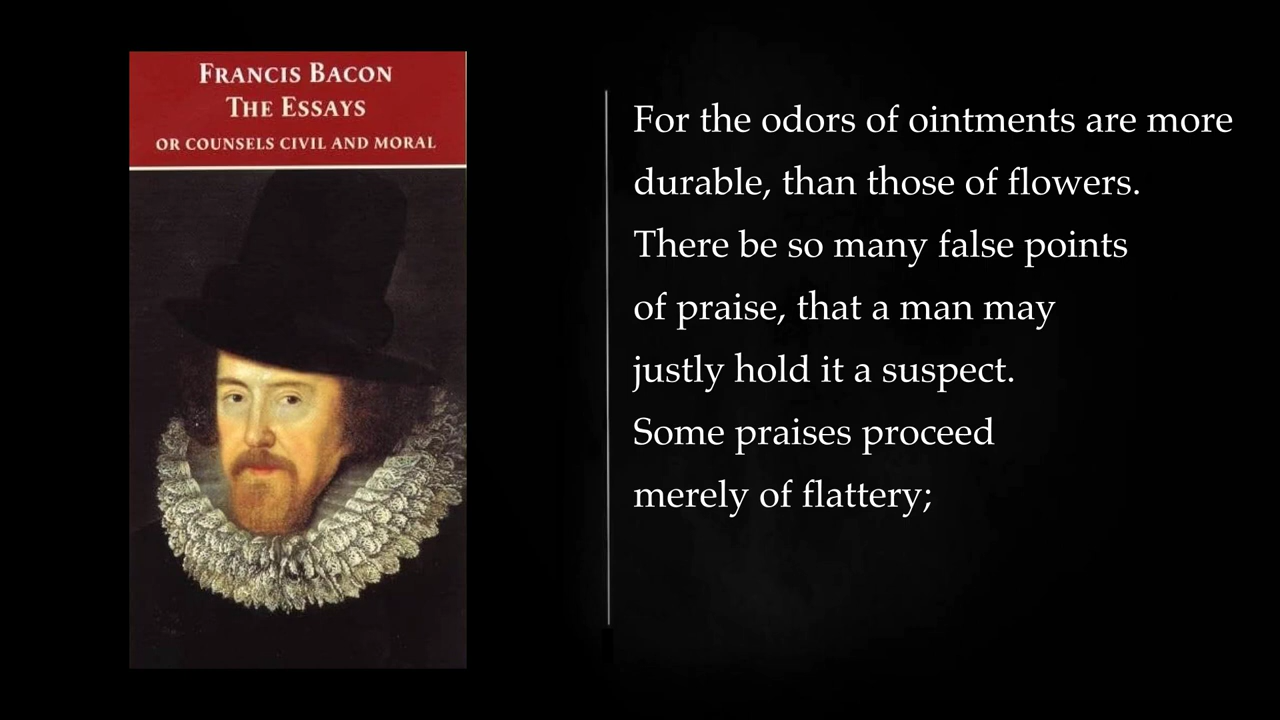 FRANCIS BACON
THE ESSAYS
OR COUNSELS CIVIL AND MORAL
For the odors of ointments are more
durable, than those of flowers.
There be so many false points
of praise, that a man may
justly hold it a suspect.
Some praises proceed
merely of flattery;